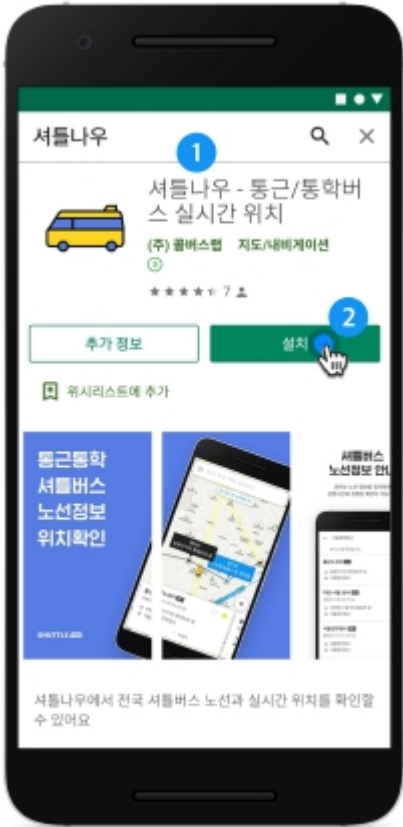 셔틀나우
1
셔틀나우 - 통근/통학버
스 실시간 위치
(주) 콜버스랩 지도/내비게이션
3
7
2
추가 정보
설치
위시리스트에 추가
통근통학
셔틀버스
노선정보
위치확인
SHUTTLE
셔틀버스
노선정보 안
셔틀나우에서 전국 셔틀버스 노선과 실시간 위치를 확인할
수 있어요